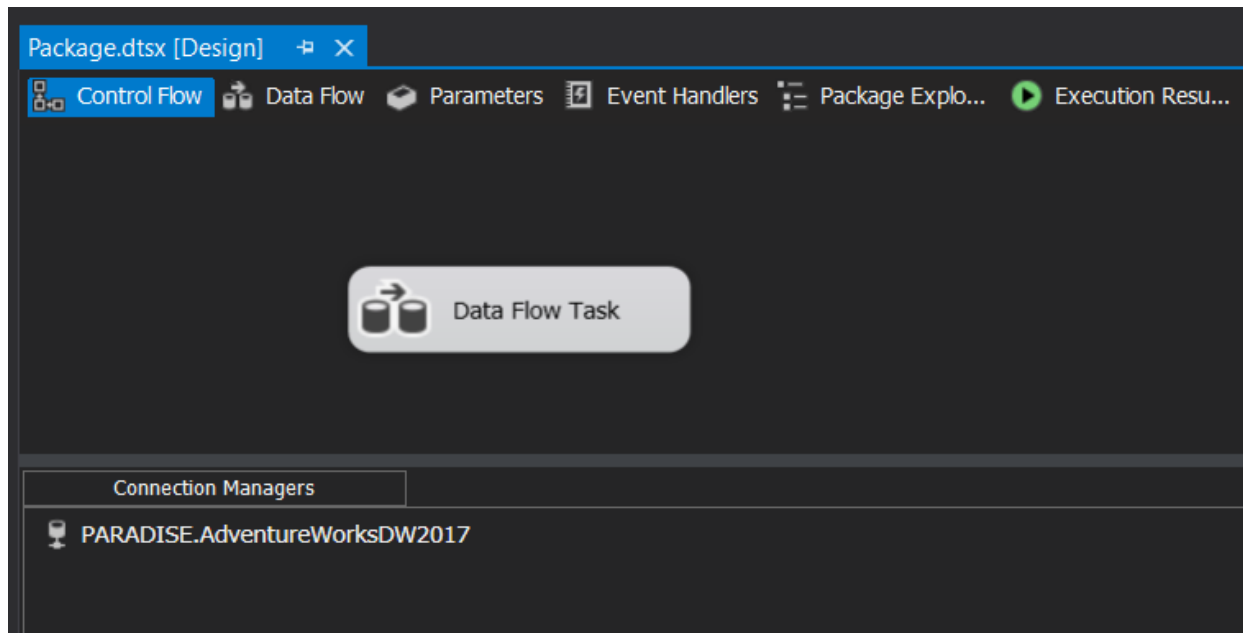 Package.dtsx [Design]
Control Flow Data Flow Parameters Event Handlers Package Explo... Execution Resu...
Data Flow Task
Connection Managers
PARADISE.AdventureWorksDW2017